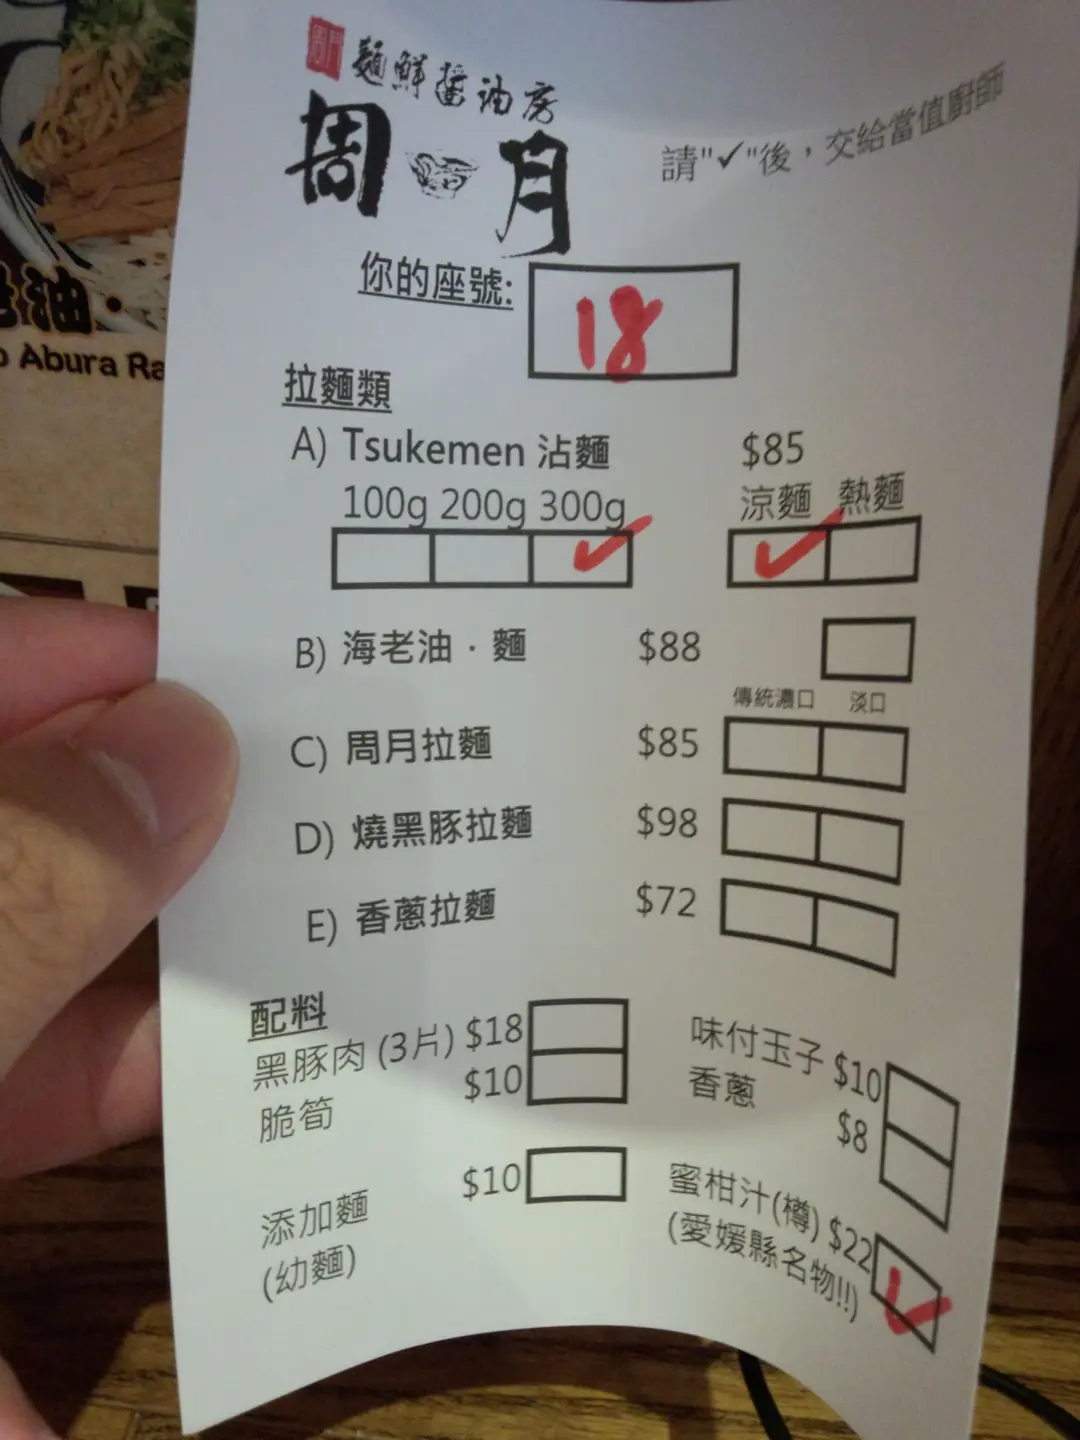 周門
麵鮮醬油房
周月
請"✓"後，交給當值廚師
你的座號:
18
拉麵類
A) Tsukemen 沾麵 $85
100g 200g 300g 涼麵 熱麵
✓ ✓
B) 海老油・麵 $88
傳統濃口 淡口
C) 周月拉麵 $85
D) 燒黑豚拉麵 $98
E) 香蔥拉麵 $72
配料
黑豚肉 (3片) $18
脆筍 $10
味付玉子 $10
香蔥 $8
添加麵 $10
(幼麵)
蜜柑汁(樽) $22
(愛媛縣名物!!)
✓
油・
Abura Ra